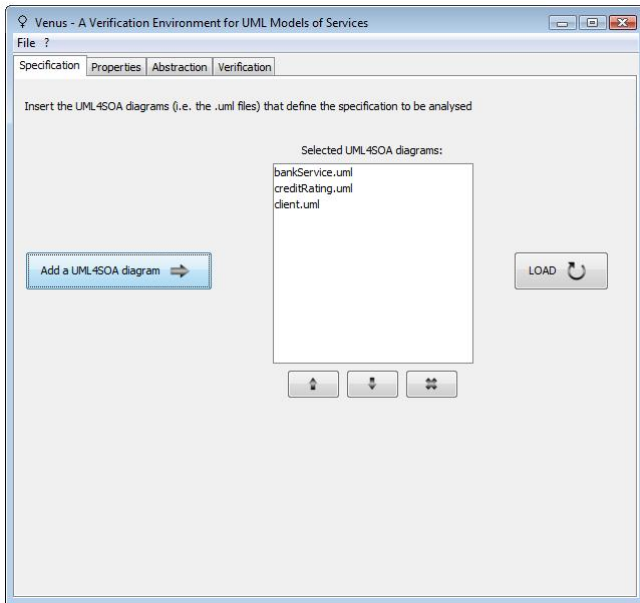 Venus - A Verification Environment for UML Models of Services
File ?
Specification Properties Abstraction Verification
Insert the UML4SOA diagrams (i.e. the .uml files) that define the specification to be analysed
Selected UML4SOA diagrams:
bankService.uml
creditRating.uml
client.uml
Add a UML4SOA diagram
LOAD